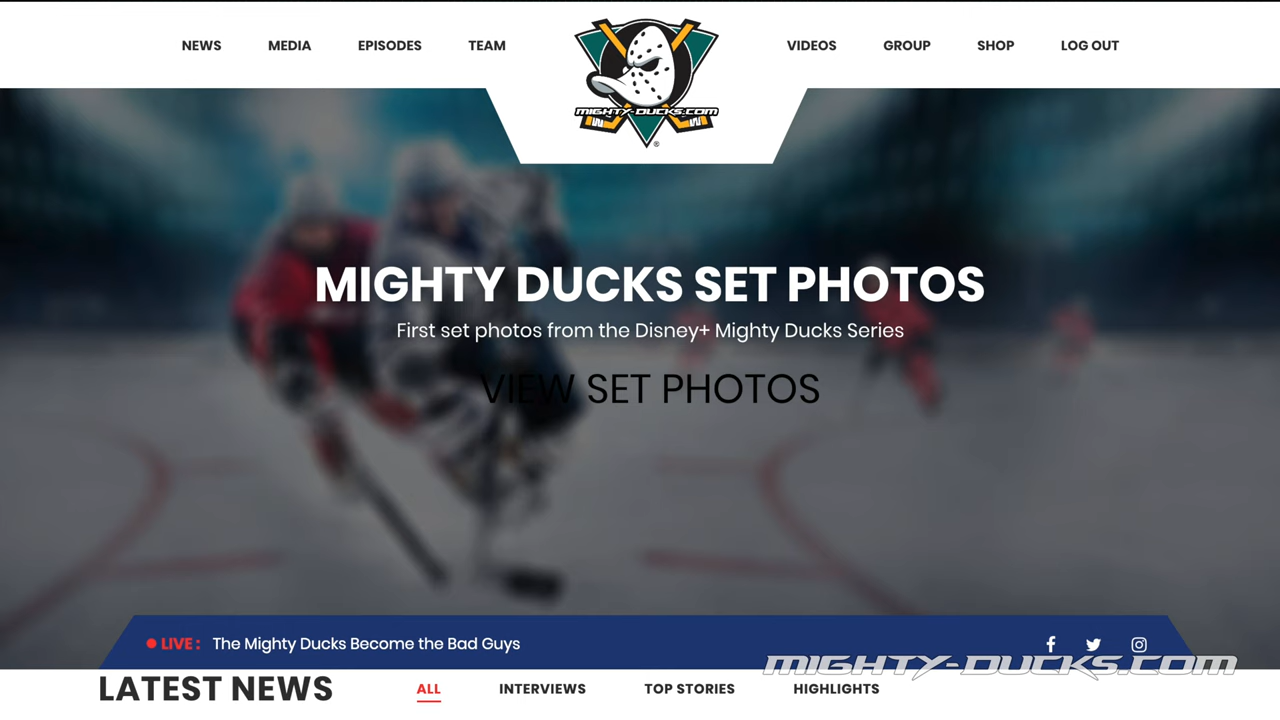 NEWS MEDIA EPISODES TEAM VIDEOS GROUP SHOP LOG OUT
MIGHTY-DUCKS.COM
®
MIGHTY DUCKS SET PHOTOS
First set photos from the Disney+ Mighty Ducks Series
VIEW SET PHOTOS
LIVE : The Mighty Ducks Become the Bad Guys
MIGHTY-DUCKS.COM
LATEST NEWS ALL INTERVIEWS TOP STORIES HIGHLIGHTS